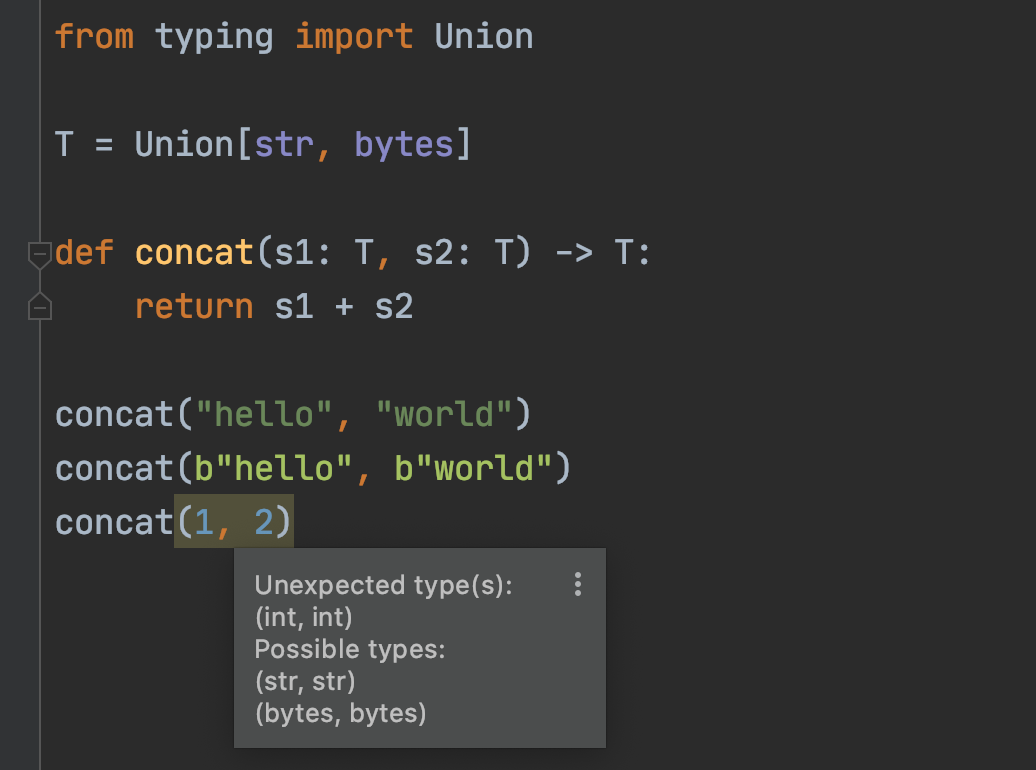 from typing import Union
T = Union[str, bytes]
def concat(s1: T, s2: T) -> T:
    return s1 + s2
concat("hello", "world")
concat(b"hello", b"world")
concat(1, 2)
Unexpected type(s):
(int, int)
Possible types:
(str, str)
(bytes, bytes)